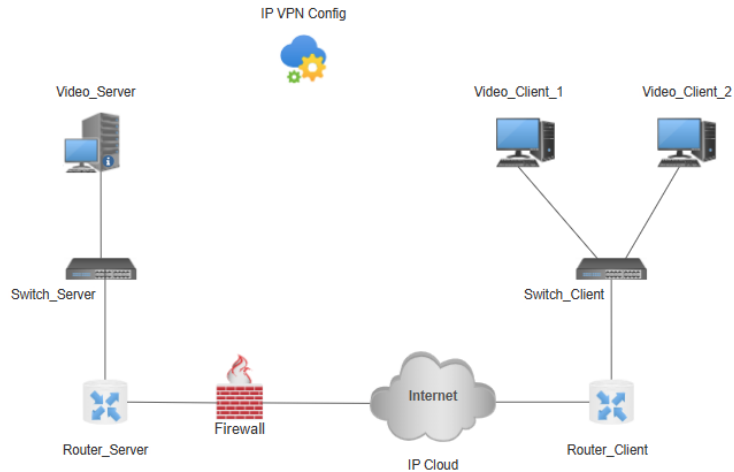 IP VPN Config
Video_Server
Video_Client_1
Video_Client_2
Switch_Server
Switch_Client
Internet
Firewall
Router_Server
Router_Client
IP Cloud